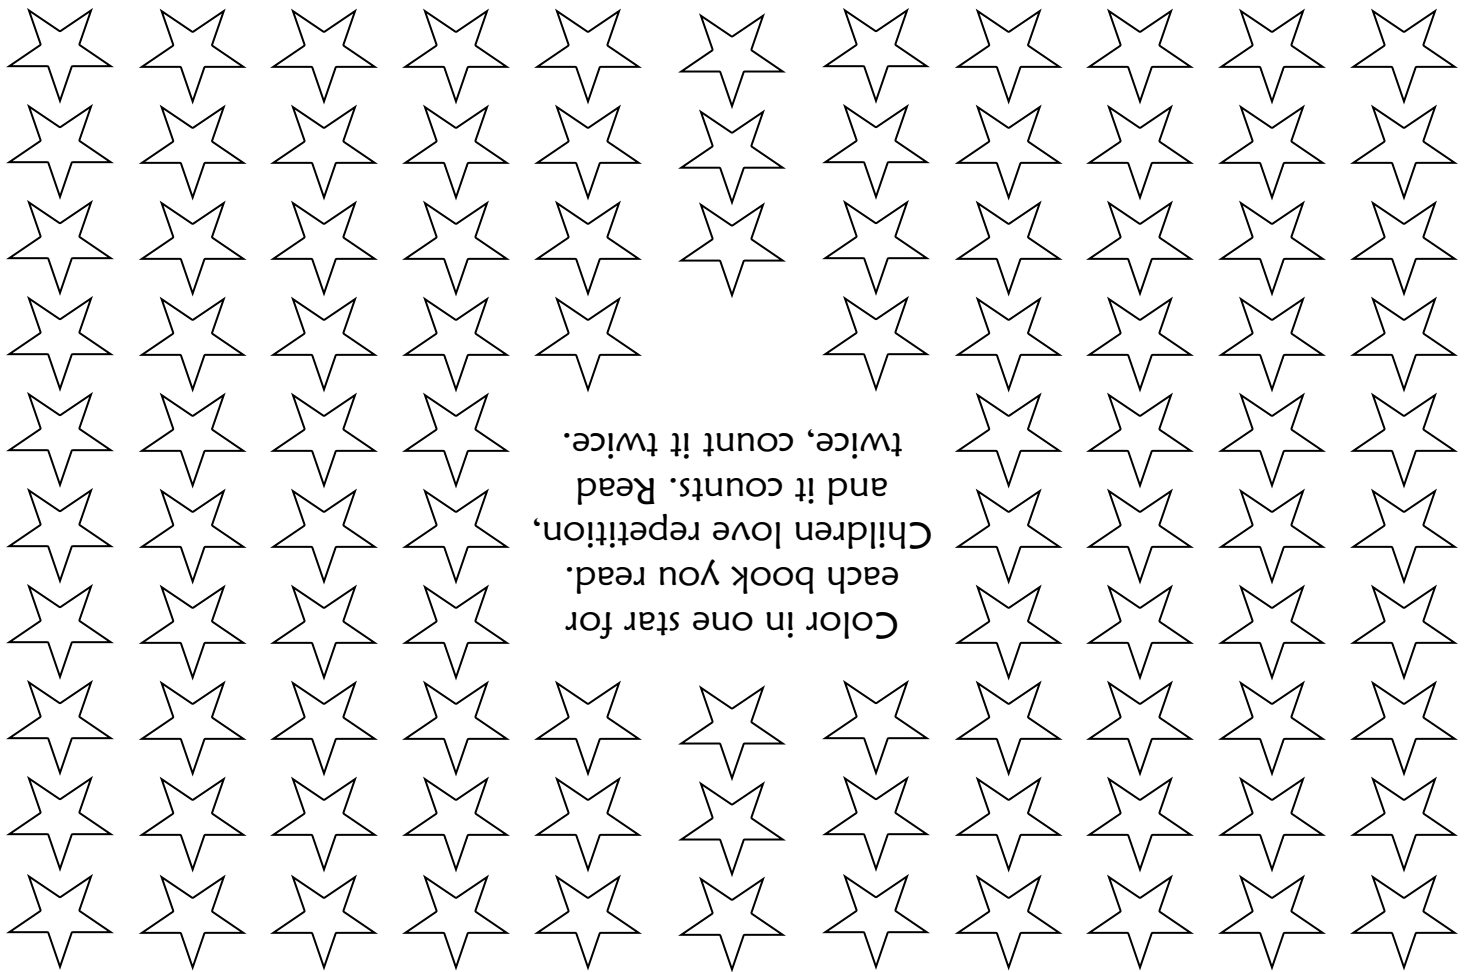 Color in one star for
each book you read.
Children love repetition,
and it counts. Read
twice, count it twice.